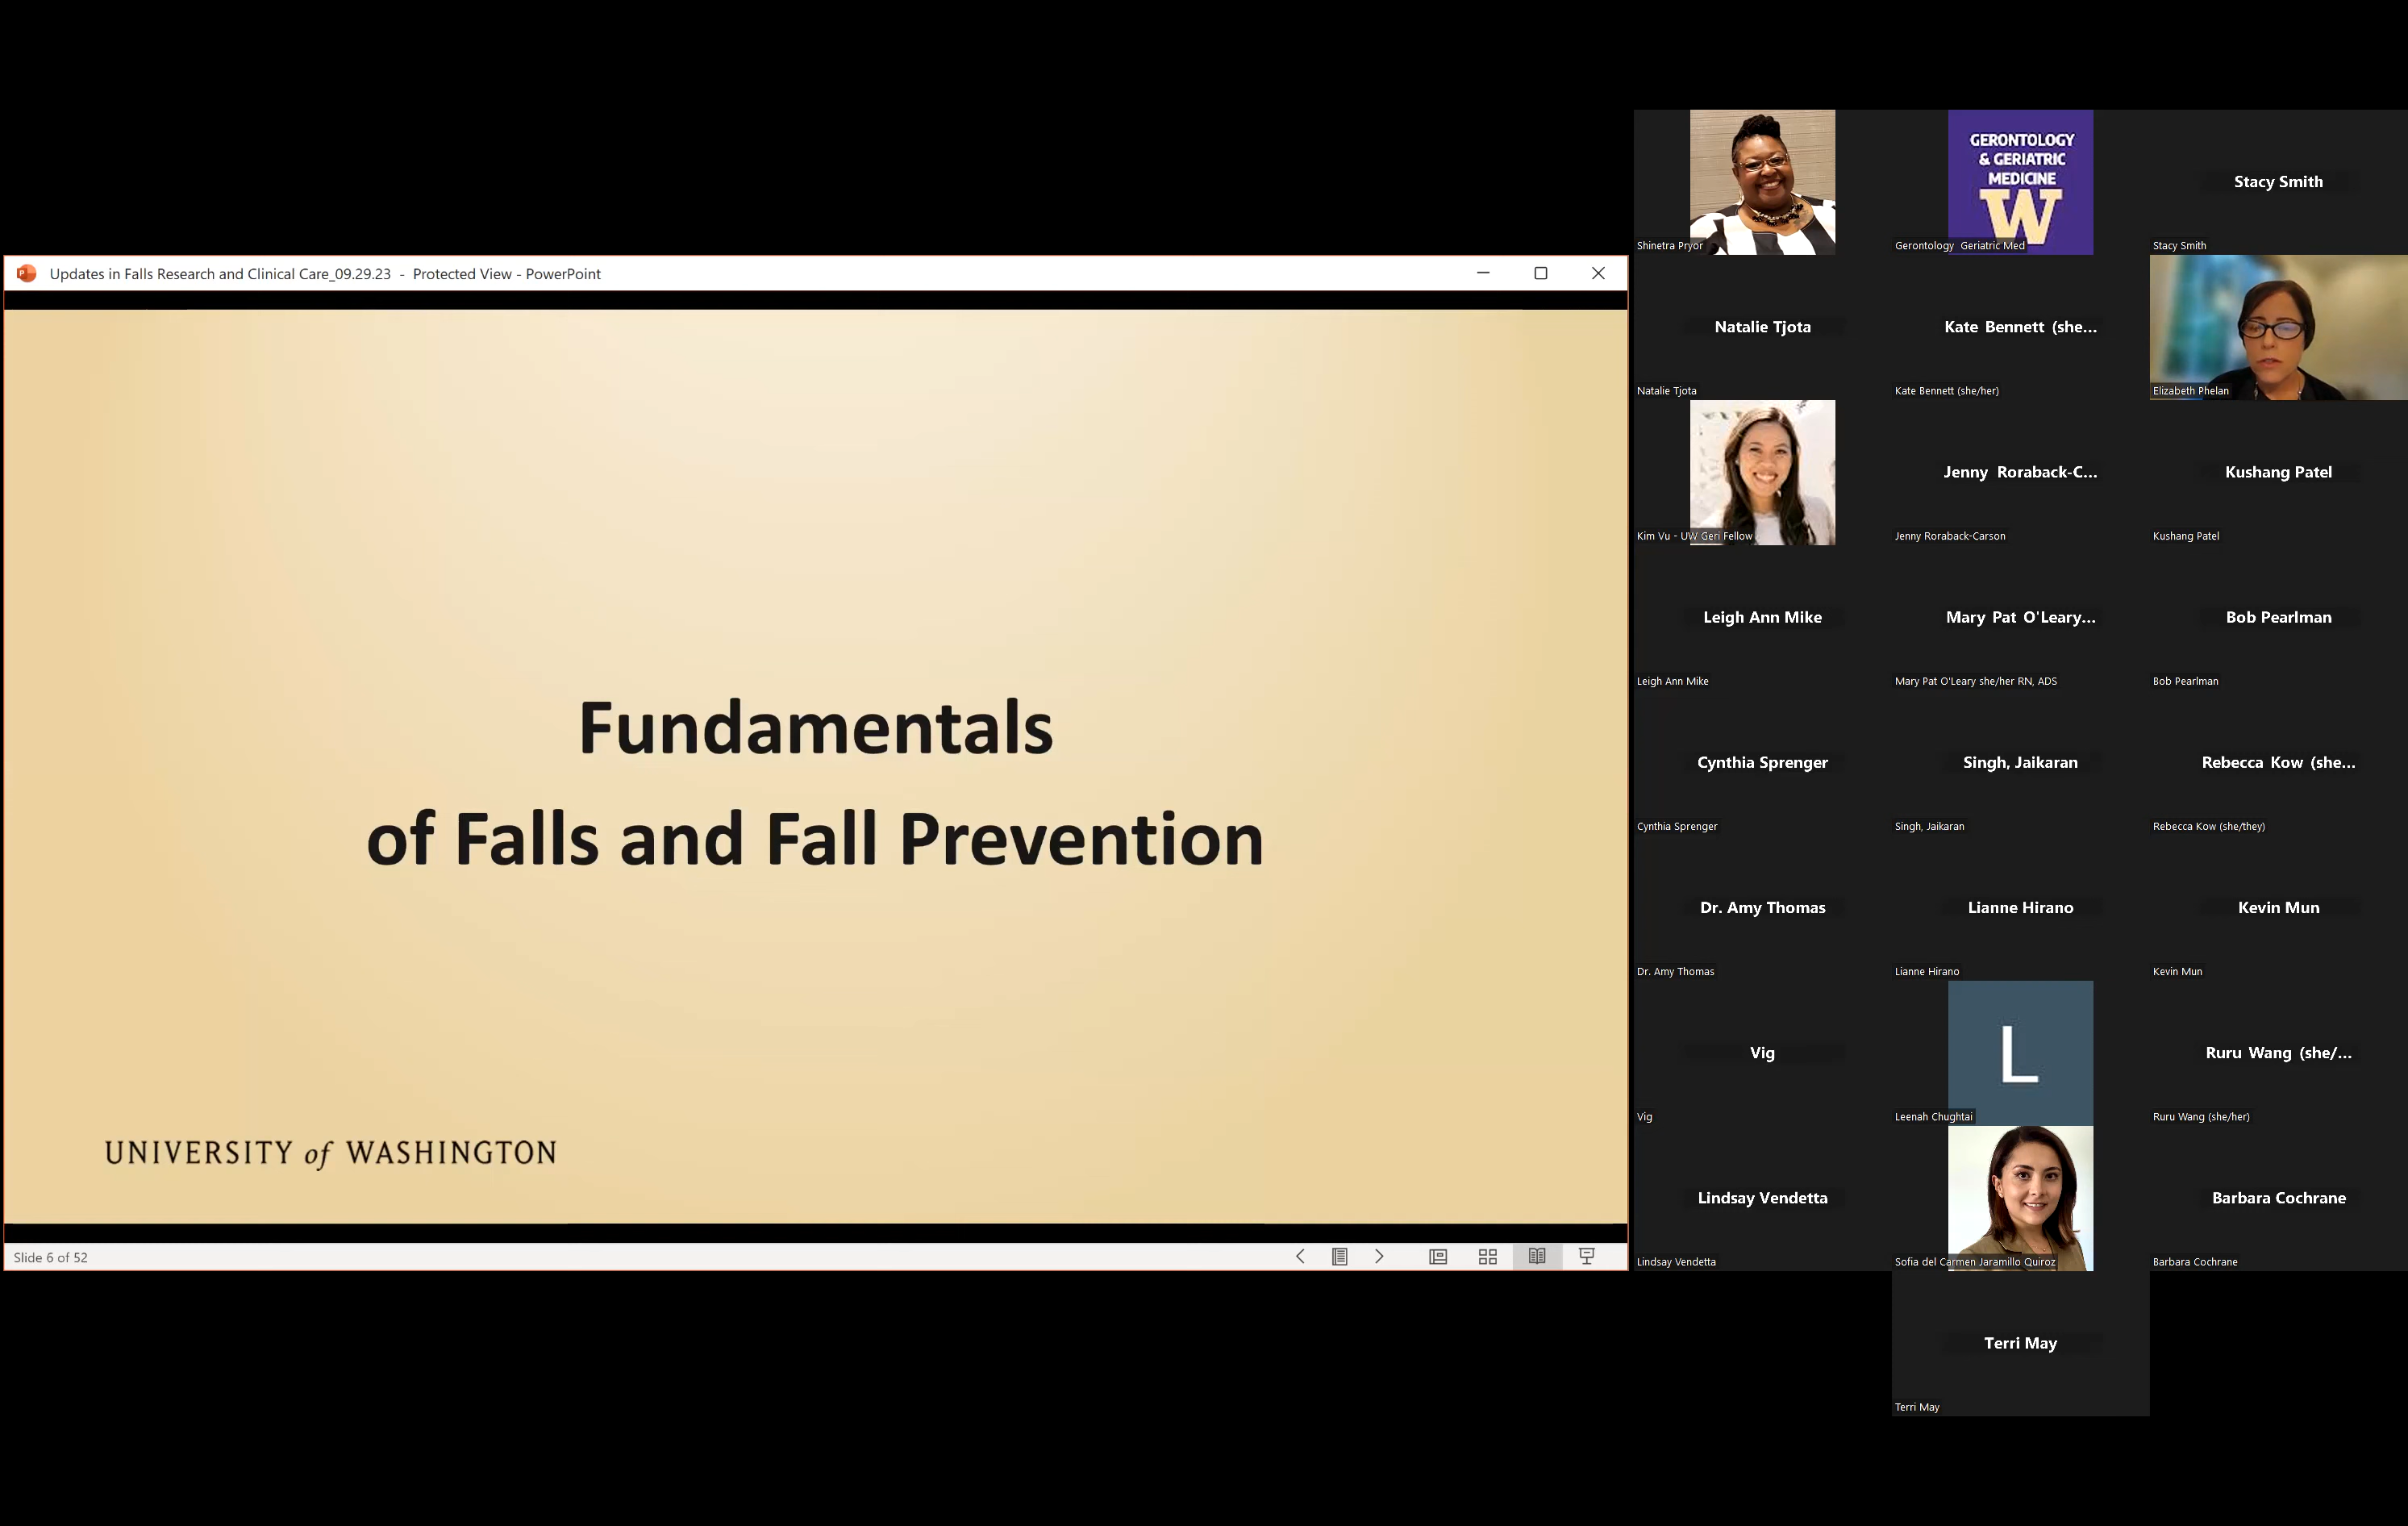 Updates in Falls Research and Clinical Care_09.29.23 - Protected View - PowerPoint
Fundamentals
of Falls and Fall Prevention
UNIVERSITY of WASHINGTON
Slide 6 of 52
Shinetra Pryor
GERONTOLOGY
& GERIATRIC
MEDICINE
W
Gerontology Geriatric Med
Stacy Smith
Stacy Smith
Natalie Tjota
Natalie Tjota
Kate Bennett (she...
Kate Bennett (she/her)
Elizabeth Phelan
Kim Vu - UW Geri Fellow
Jenny Roraback-C...
Jenny Roraback-Carson
Kushang Patel
Kushang Patel
Leigh Ann Mike
Leigh Ann Mike
Mary Pat O'Leary...
Mary Pat O'Leary she/her RN, ADS
Bob Pearlman
Bob Pearlman
Cynthia Sprenger
Cynthia Sprenger
Singh, Jaikaran
Singh, Jaikaran
Rebecca Kow (she...
Rebecca Kow (she/they)
Dr. Amy Thomas
Dr. Amy Thomas
Lianne Hirano
Lianne Hirano
Kevin Mun
Kevin Mun
Vig
Vig
L
Leenah Chughtai
Ruru Wang (she/...
Ruru Wang (she/her)
Lindsay Vendetta
Lindsay Vendetta
Sofia del Carmen Jaramillo Quiroz
Barbara Cochrane
Barbara Cochrane
Terri May
Terri May